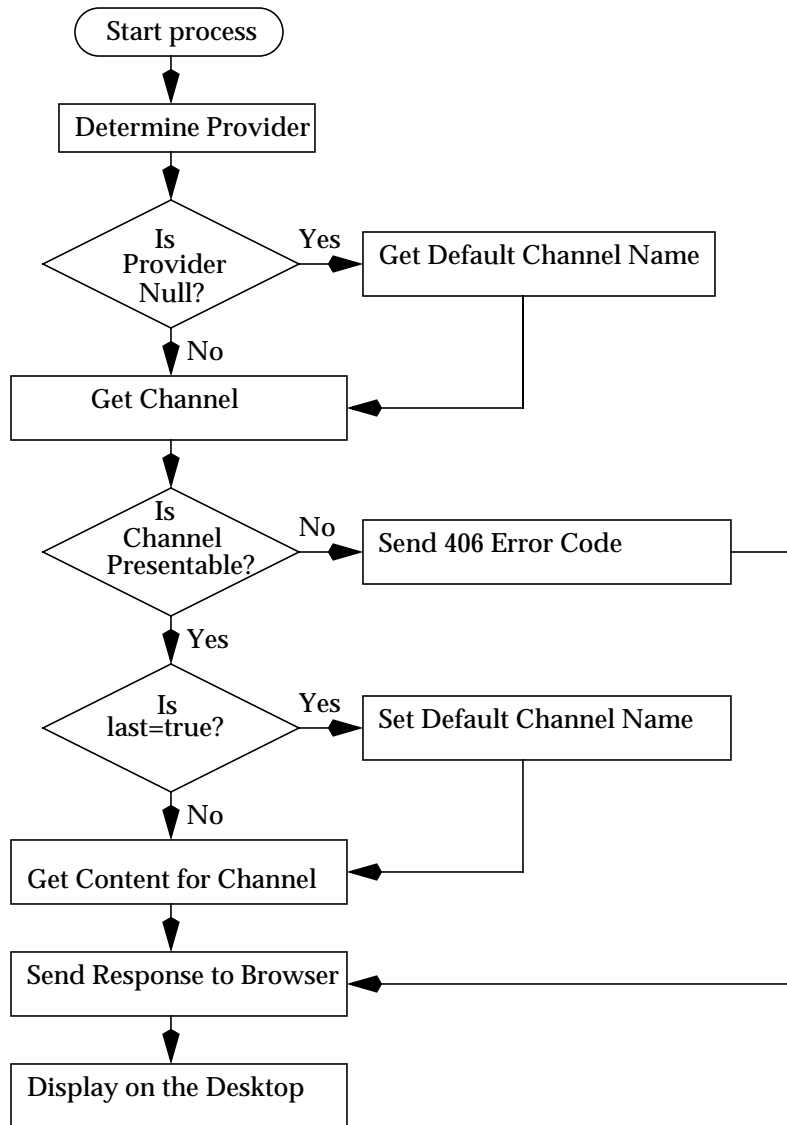 Start process
Determine Provider
Is
Provider
Null?
Yes
Get Default Channel Name
No
Get Channel
Is
Channel
Presentable?
No
Send 406 Error Code
Yes
Is
last=true?
Yes
Set Default Channel Name
No
Get Content for Channel
Send Response to Browser
Display on the Desktop